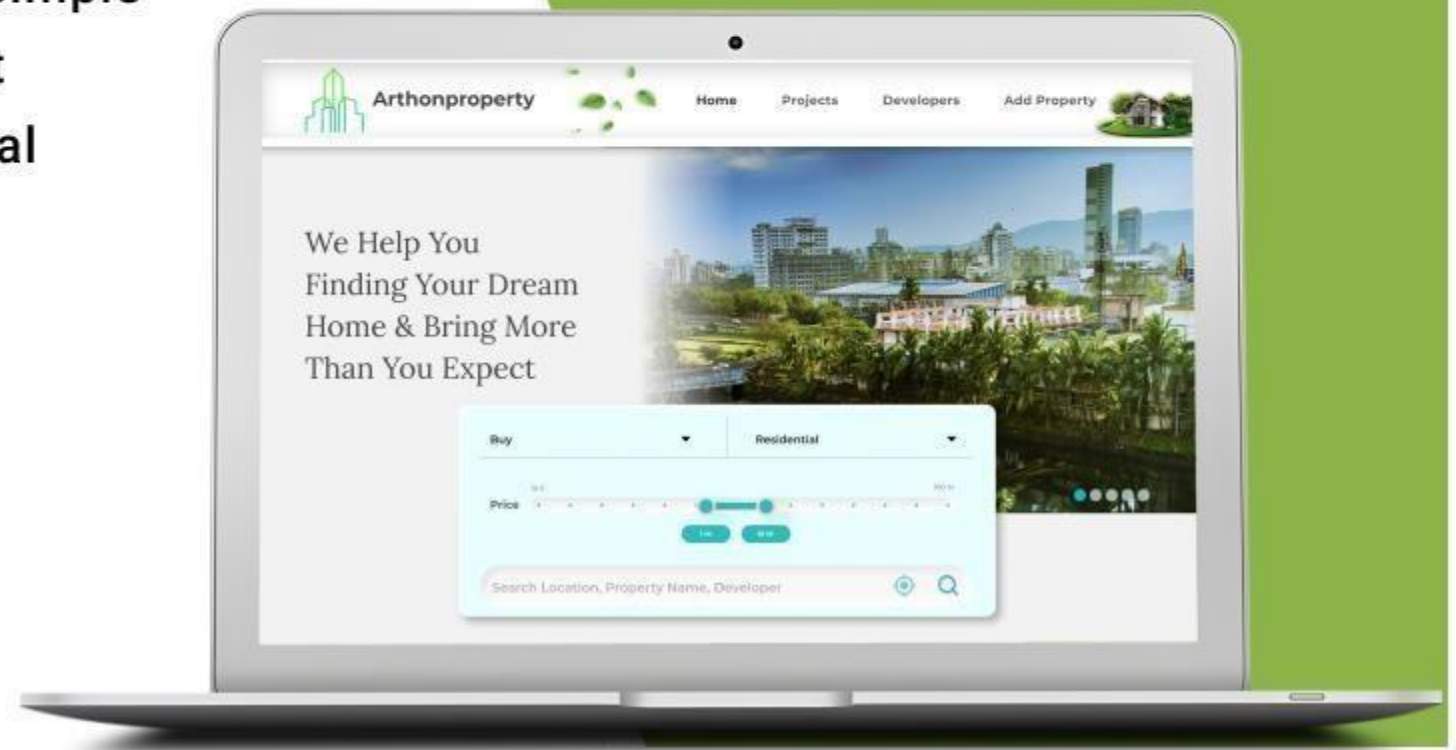 al
Arthonproperty
Home Projects Developers Add Property
We Help You
Finding Your Dream
Home & Bring More
Than You Expect
Buy Residential
Price
Search Location, Property Name, Developer